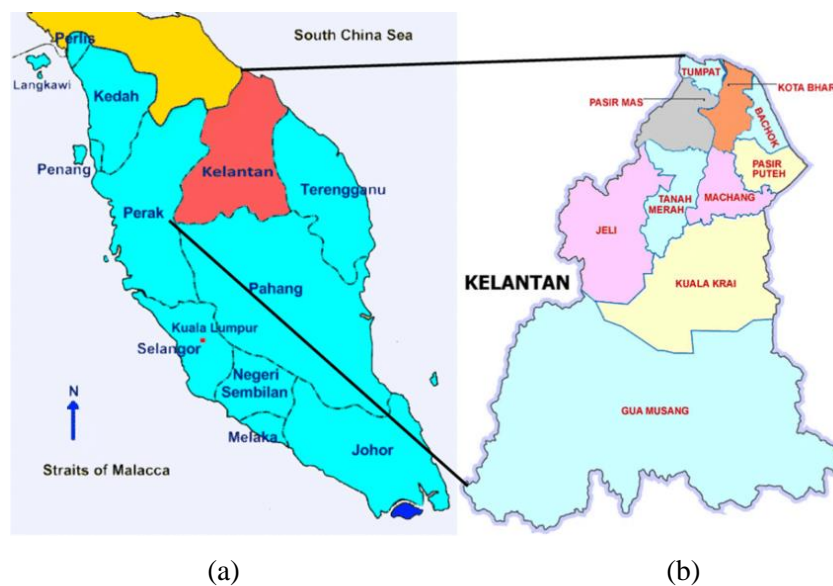 South China Sea
Perlis
Langkawi
Kedah
Penang
Kelantan
Terengganu
Perak
Pahang
Kuala Lumpur
Selangor
Negeri
Sembilan
N
Melaka
Johor
Straits of Malacca
TUMPAT
KOTA BHAR
PASIR MAS
BACHOK
PASIR
PUTEH
TANAH
MERAH
MACHANG
JELI
KELANTAN
KUALA KRAI
GUA MUSANG
(a)
(b)